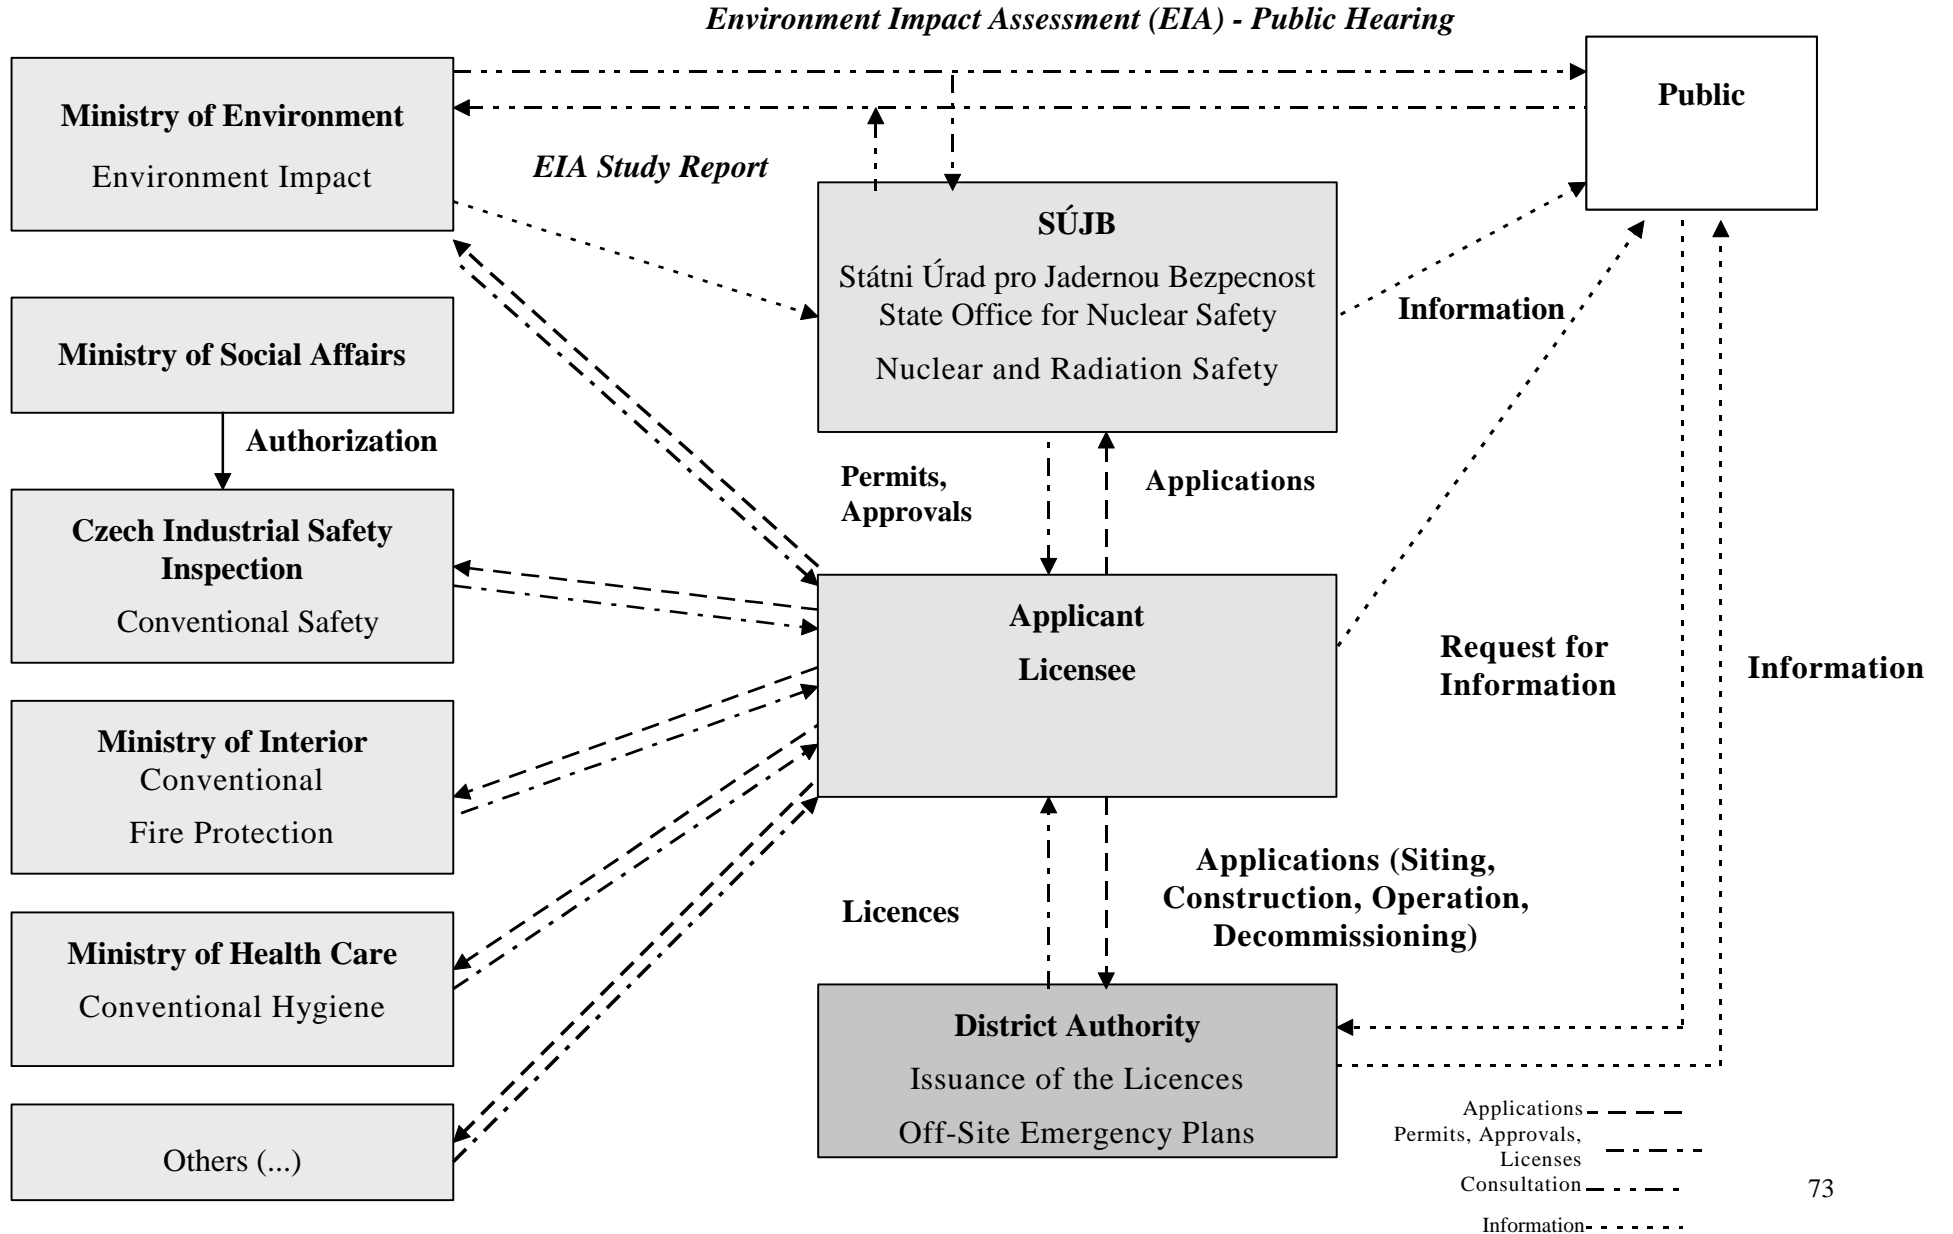 Environment Impact Assessment (EIA) - Public Hearing
Ministry of Environment
Environment Impact
Public
EIA Study Report
SÚJB
Státni Úrad pro Jadernou Bezpecnost
State Office for Nuclear Safety
Nuclear and Radiation Safety
Information
Ministry of Social Affairs
Authorization
Permits,
Approvals
Applications
Czech Industrial Safety
Inspection
Conventional Safety
Applicant
Licensee
Request for
Information
Information
Ministry of Interior
Conventional
Fire Protection
Licences
Applications (Siting,
Construction, Operation,
Decommissioning)
Ministry of Health Care
Conventional Hygiene
District Authority
Issuance of the Licences
Off-Site Emergency Plans
Others (...)
Applications
Permits, Approvals,
Licenses
Consultation
Information
73